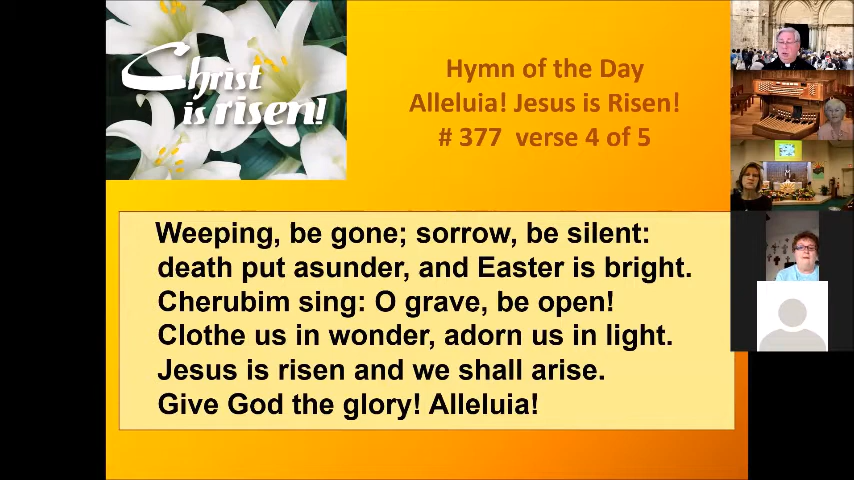 Christ
is risen!
Hymn of the Day
Alleluia! Jesus is Risen!
# 377 verse 4 of 5
Weeping, be gone; sorrow, be silent:
death put asunder, and Easter is bright.
Cherubim sing: O grave, be open!
Clothe us in wonder, adorn us in light.
Jesus is risen and we shall arise.
Give God the glory! Alleluia!